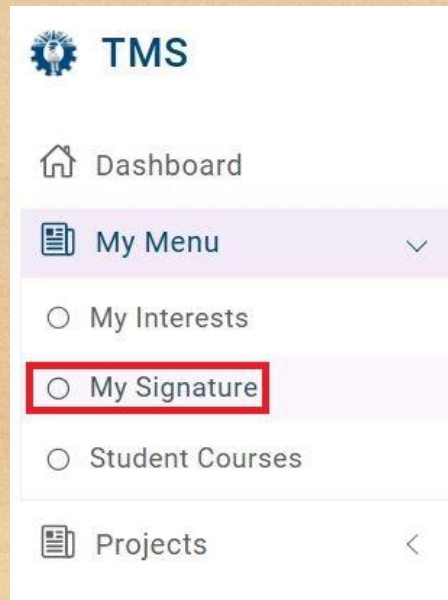 TMS
Dashboard
My Menu
My Interests
My Signature
Student Courses
Projects